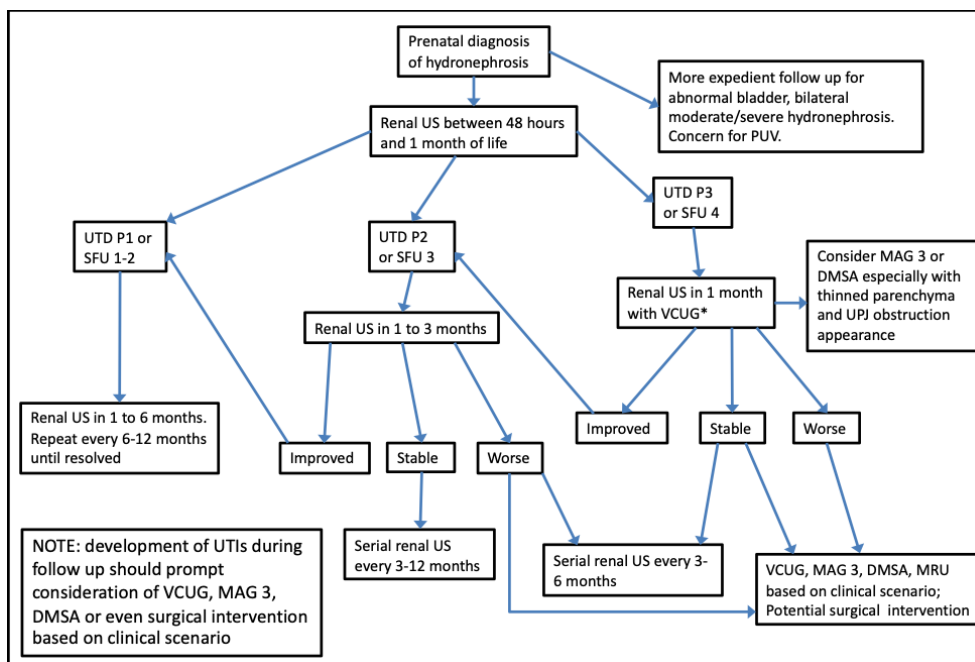 Prenatal diagnosis
of hydronephrosis
More expedient follow up for
abnormal bladder, bilateral
moderate/severe hydronephrosis.
Concern for PUV.
Renal US between 48 hours
and 1 month of life
UTD P1 or
SFU 1-2
UTD P2
or SFU 3
UTD P3
or SFU 4
Renal US in 1 to 3 months
Renal US in 1 month
with VCUG*
Consider MAG 3 or
DMSA especially with
thinned parenchyma
and UPJ obstruction
appearance
Renal US in 1 to 6 months.
Repeat every 6-12 months
until resolved
Improved
Stable
Worse
Improved
Stable
Worse
Serial renal US
every 3-12 months
Serial renal US every 3-
6 months
VCUG, MAG 3, DMSA, MRU
based on clinical scenario;
Potential surgical intervention
NOTE: development of UTIs during
follow up should prompt
consideration of VCUG, MAG 3,
DMSA or even surgical intervention
based on clinical scenario